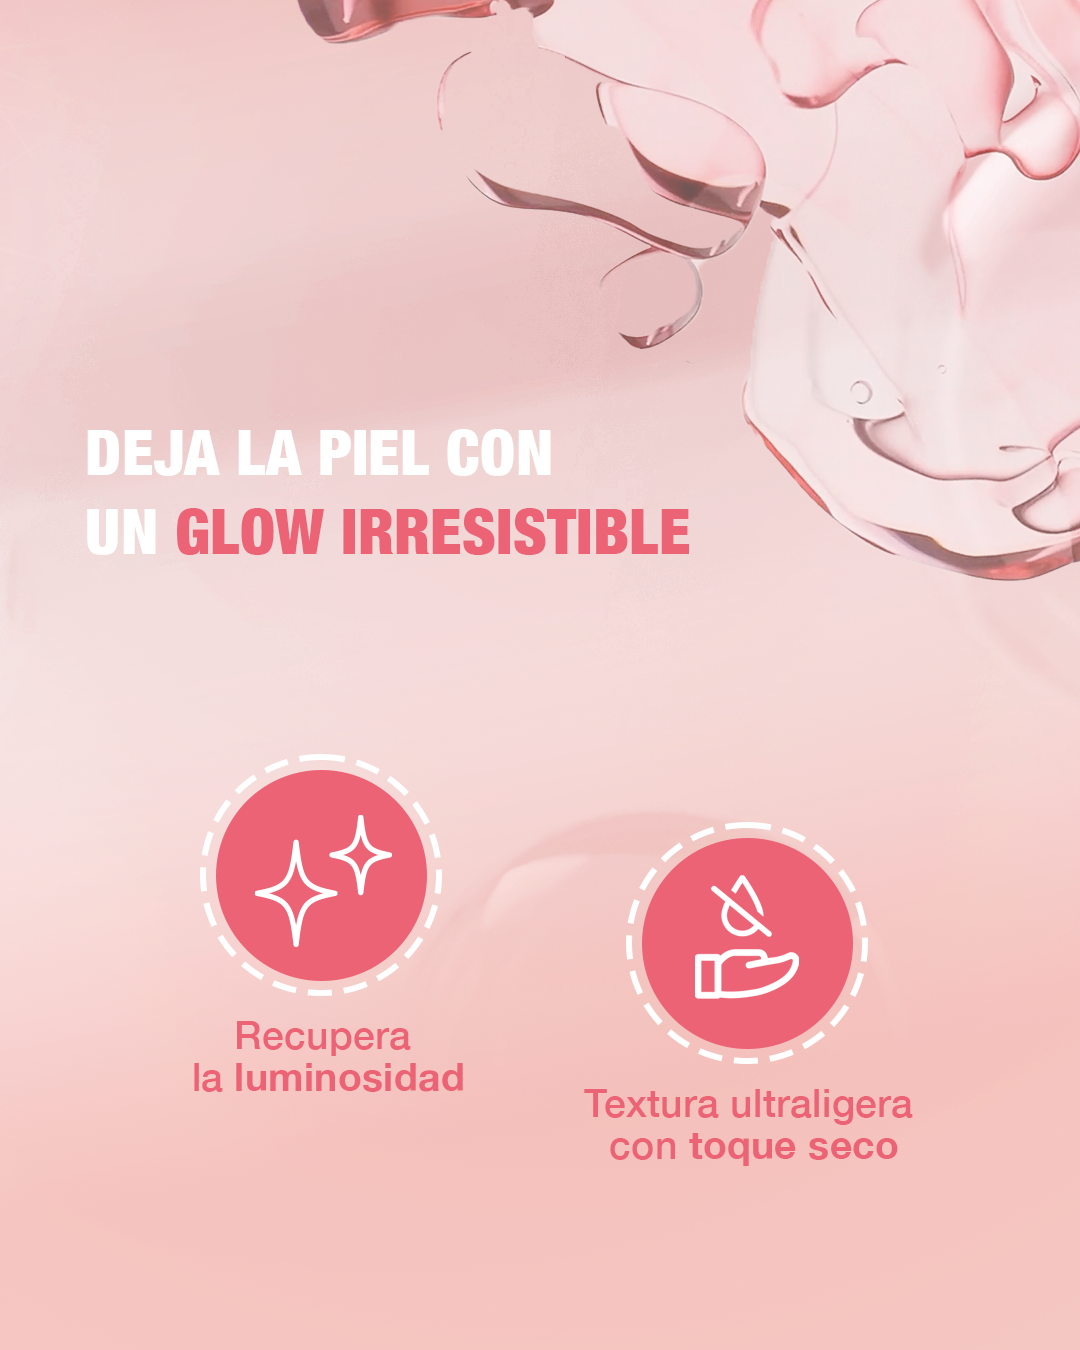 DEJA LA PIEL CON
UN GLOW IRRESISTIBLE
Recupera
la luminosidad
Textura ultraligera
con toque seco